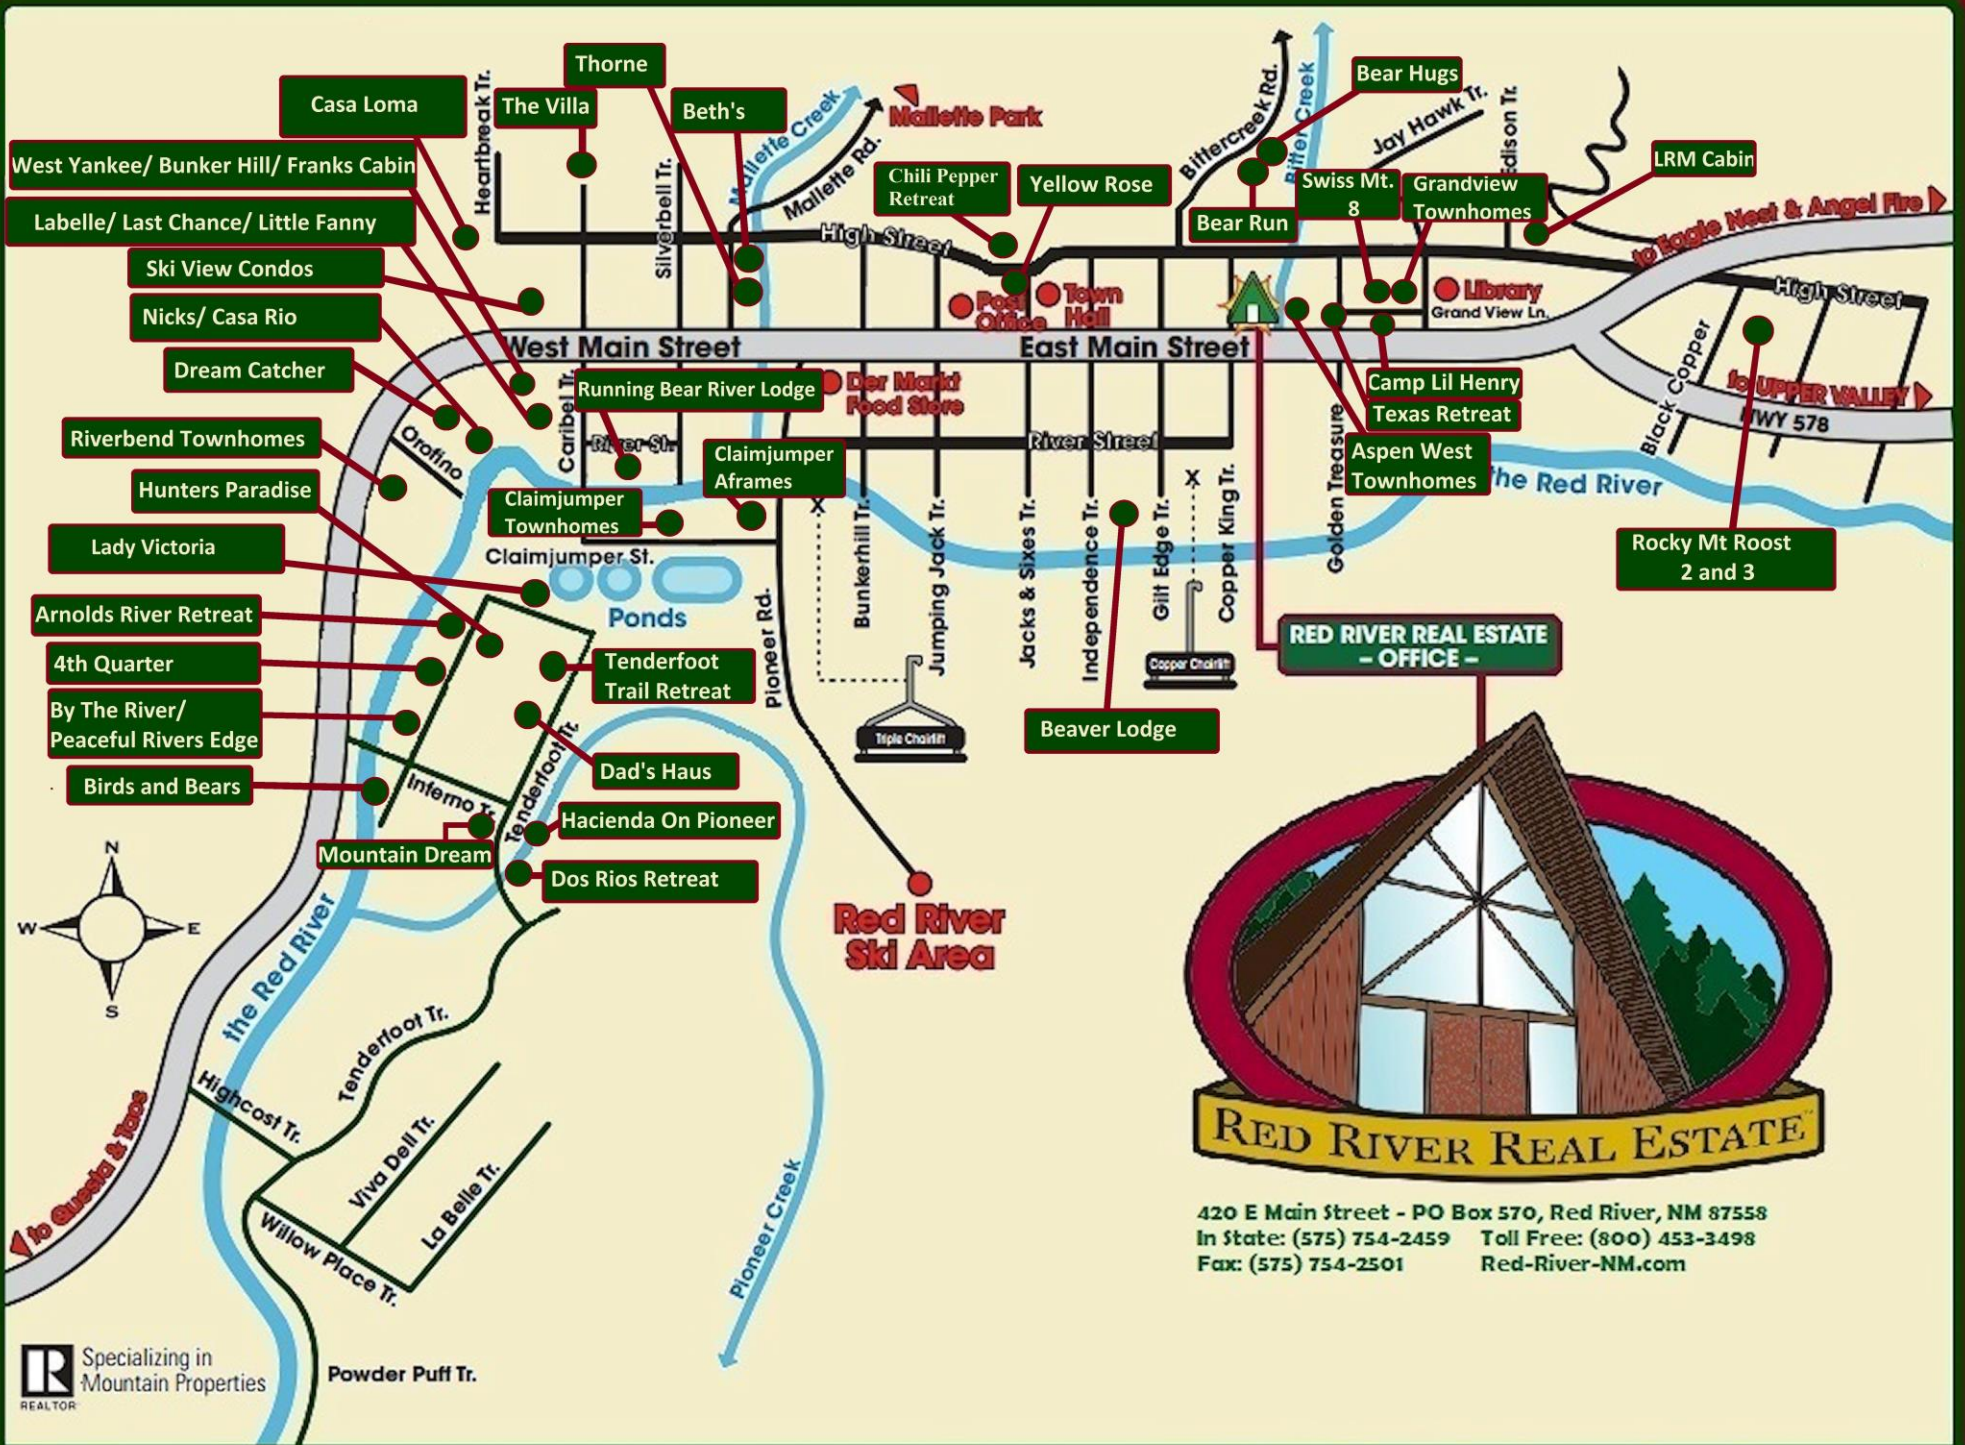 Thorne
Casa Loma
Heartbreak Tr.
The Villa
Beth's
Mallette Creek
Mallette Rd.
Mallette Park
Bittercreek Rd.
Bitter Creek
Bear Hugs
Jay Hawk Tr.
Edison Tr.
LRM Cabin
West Yankee/ Bunker Hill/ Franks Cabin
Labelle/ Last Chance/ Little Fanny
Ski View Condos
Nicks/ Casa Rio
Dream Catcher
Riverbend Townhomes
Hunters Paradise
Lady Victoria
Arnolds River Retreat
4th Quarter
By The River/
Peaceful Rivers Edge
Birds and Bears
Silverbell Tr.
High Street
Chili Pepper
Retreat
Yellow Rose
Bear Run
Swiss Mt.
8
Grandview
Townhomes
to Eagle Nest & Angel Fire
High Street
Post
Office
Town
Hall
Library
Grand View Ln.
West Main Street
East Main Street
Black Copper
to UPPER VALLEY
HWY 578
Caribel Tr.
Running Bear River Lodge
Der Markt
Food Store
Camp Lil Henry
Texas Retreat
Aspen West
Townhomes
Orofino
River St.
River Street
Claimjumper
Aframes
Claimjumper
Townhomes
Claimjumper St.
Ponds
X
X
Pioneer Rd.
Bunkerhill Tr.
Jumping Jack Tr.
Jacks & Sixes Tr.
Independence Tr.
Gilt Edge Tr.
Copper King Tr.
Golden Treasure
the Red River
Rocky Mt Roost
2 and 3
Copper Chairlift
Triple Chairlift
Beaver Lodge
RED RIVER REAL ESTATE
- OFFICE -
Tenderfoot
Trail Retreat
Dad's Haus
Tenderfoot Tr.
Inferno Tr.
Hacienda On Pioneer
Mountain Dream
Dos Rios Retreat
Red River
Ski Area
N
W
E
S
the Red River
Tenderfoot Tr.
Highcost Tr.
Viva Dell Tr.
La Belle Tr.
Willow Place Tr.
to Questa & Taos
Pioneer Creek
Powder Puff Tr.
RED RIVER REAL ESTATE™
420 E Main Street - PO Box 570, Red River, NM 87558
In State: (575) 754-2459 Toll Free: (800) 453-3498
Fax: (575) 754-2501 Red-River-NM.com
R
REALTOR
Specializing in
Mountain Properties